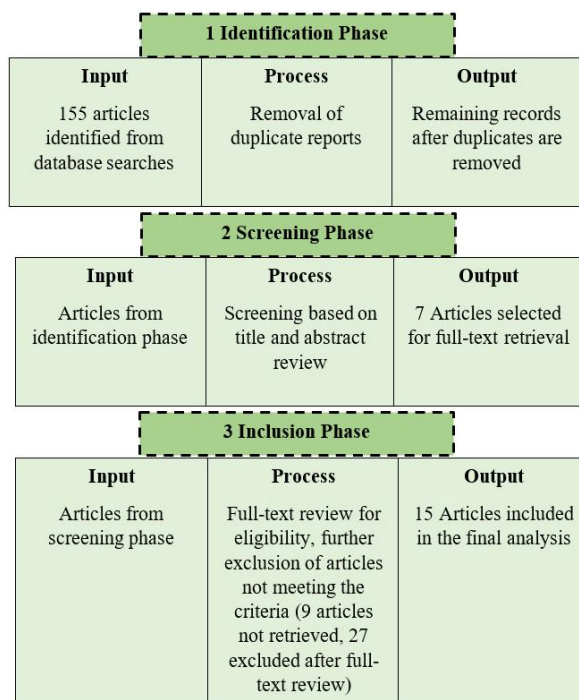 1 Identification Phase
Input
155 articles
identified from
database searches
Process
Removal of
duplicate reports
Output
Remaining records
after duplicates are
removed
2 Screening Phase
Input
Articles from
identification phase
Process
Screening based on
title and abstract
review
Output
7 Articles selected
for full-text retrieval
3 Inclusion Phase
Input
Articles from
screening phase
Process
Full-text review for
eligibility, further
exclusion of articles
not meeting the
criteria (9 articles
not retrieved, 27
excluded after full-
text review)
Output
15 Articles included
in the final analysis